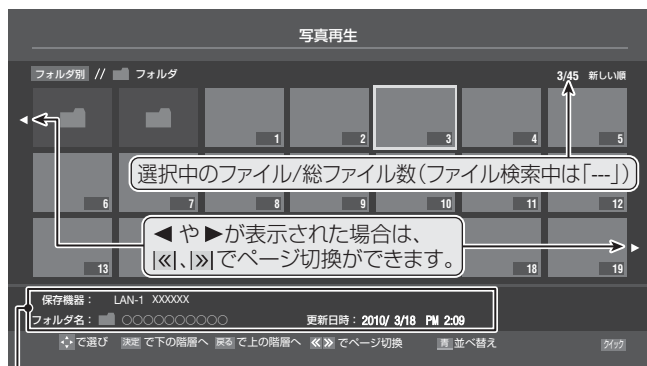 写真再生
フォルダ別 // フォルダ 3/45 新しい順
1 2 3 4 5
選択中のファイル/総ファイル数(ファイル検索中は「---」)
6 7 8 9 10 11 12
◀ や ▶が表示された場合は、
|≪|、|≫|でページ切換ができます。
13 18 19
保存機器： LAN-1 XXXXXX
フォルダ名： ○○○○○○○○○○ 更新日時： 2010/ 3/18 PM 2:09
で選び 決定 で下の階層へ 戻る で上の階層へ ≪ ≫ でページ切換 青 並べ替え クイック